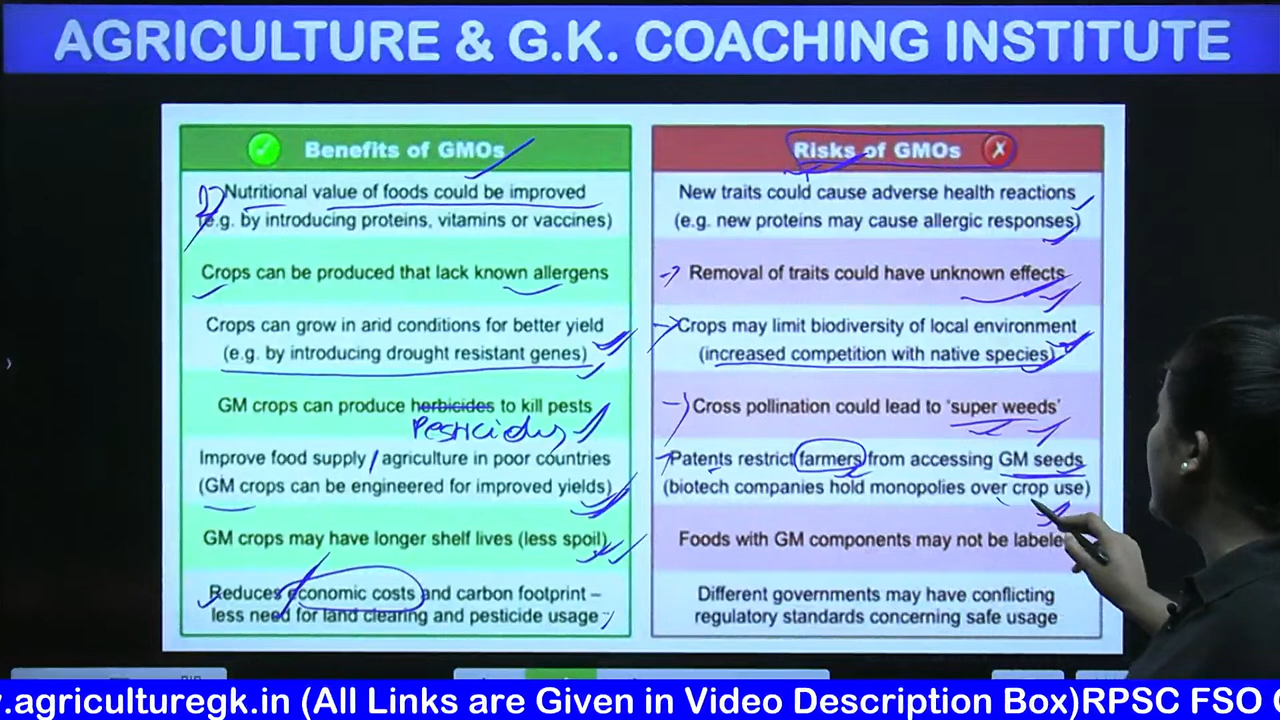 AGRICULTURE & G.K. COACHING INSTITUTE
Benefits of GMOs
Nutritional value of foods could be improved
(e.g. by introducing proteins, vitamins or vaccines)
Crops can be produced that lack known allergens
Crops can grow in arid conditions for better yield
(e.g. by introducing drought resistant genes)
GM crops can produce herbicides to kill pests
Pesticides
Improve food supply / agriculture in poor countries
(GM crops can be engineered for improved yields)
GM crops may have longer shelf lives (less spoil)
Reduces economic costs and carbon footprint –
less need for land clearing and pesticide usage
Risks of GMOs
New traits could cause adverse health reactions
(e.g. new proteins may cause allergic responses)
Removal of traits could have unknown effects
Crops may limit biodiversity of local environment
(increased competition with native species)
Cross pollination could lead to ‘super weeds’
Patents restrict farmers from accessing GM seeds
(biotech companies hold monopolies over crop use)
Foods with GM components may not be labele
Different governments may have conflicting
regulatory standards concerning safe usage
.agriculturegk.in (All Links are Given in Video Description Box)RPSC FSO